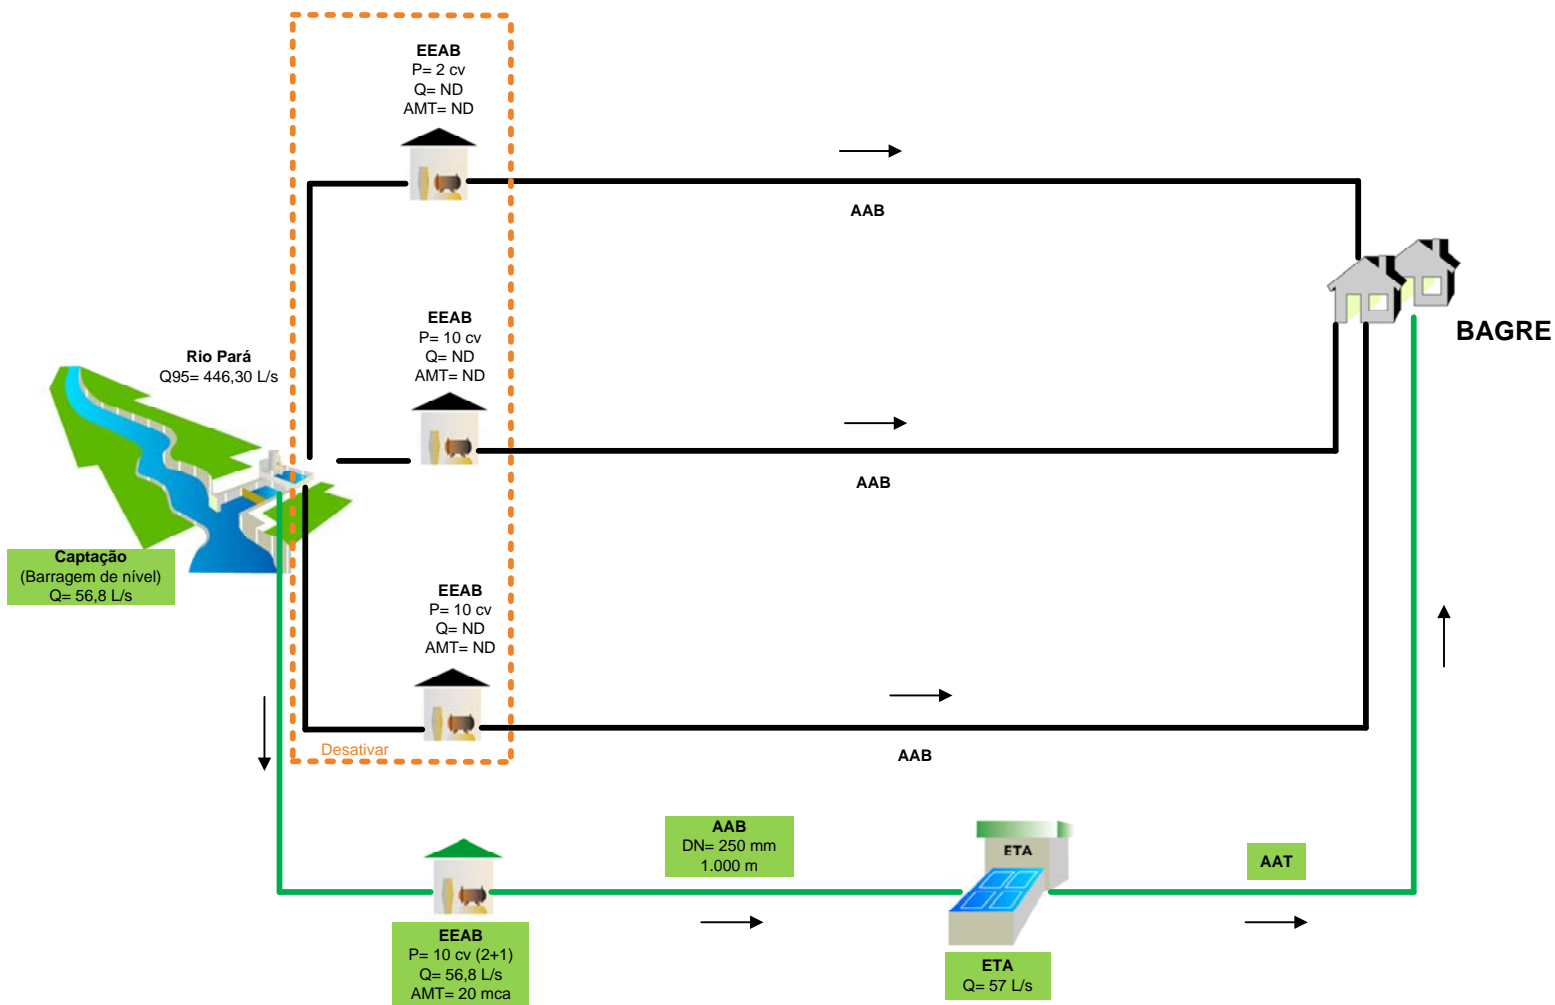 EEAB
P= 2 cv
Q= ND
AMT= ND
AAB
EEAB
P= 10 cv
Q= ND
AMT= ND
BAGRE
Rio Pará
Q95= 446,30 L/s
AAB
Captação
(Barragem de nível)
Q= 56,8 L/s
EEAB
P= 10 cv
Q= ND
AMT= ND
Desativar
AAB
AAB
DN= 250 mm
1.000 m
ETA
AAT
EEAB
P= 10 cv (2+1)
Q= 56,8 L/s
AMT= 20 mca
ETA
Q= 57 L/s